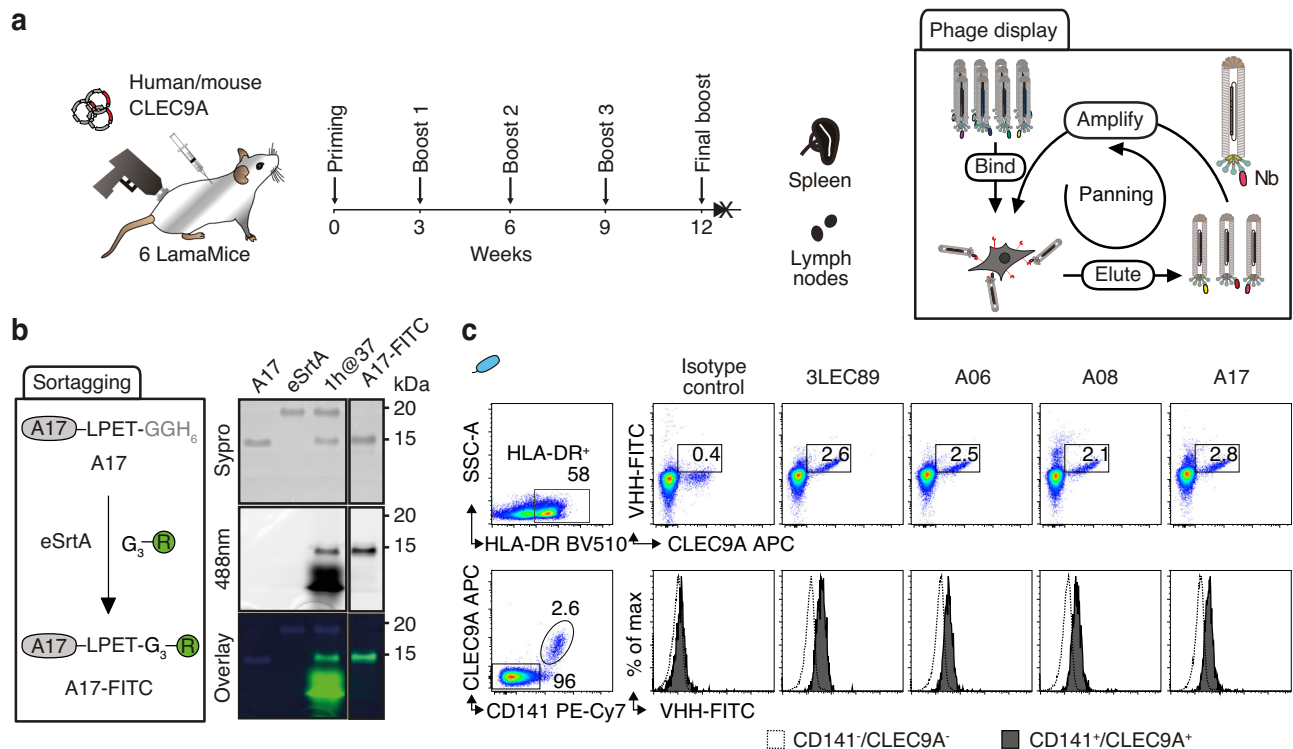 a
Human/mouse
CLEC9A
6 LamaMice
Priming
Boost 1
Boost 2
Boost 3
Final boost
0
3
6
9
12
Weeks
Spleen
Lymph
nodes
Phage display
Amplify
Bind
Panning
Nb
Elute
b
Sortagging
A17 LPET-GGH₆
A17
eSrtA
G₃ R
A17 LPET-G₃ R
A17-FITC
A17
eSrtA
1h@37
A17-FITC
kDa
Sypro
20
15
488nm
20
15
Overlay
20
15
c
Isotype
control
3LEC89
A06
A08
A17
SSC-A
HLA-DR⁺
58
HLA-DR BV510
VHH-FITC
0.4
2.6
2.5
2.1
2.8
CLEC9A APC
CLEC9A APC
2.6
96
CD141 PE-Cy7
% of max
VHH-FITC
CD141⁻/CLEC9A⁻
CD141⁺/CLEC9A⁺